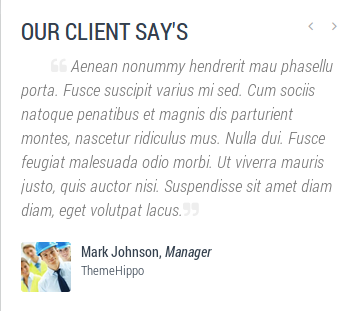 OUR CLIENT SAY'S
Aenean nonummy hendrerit mau phasellu
porta. Fusce suscipit varius mi sed. Cum sociis
natoque penatibus et magnis dis parturient
montes, nascetur ridiculus mus. Nulla dui. Fusce
feugiat malesuada odio morbi. Ut viverra mauris
justo, quis auctor nisi. Suspendisse sit amet diam
diam, eget volutpat lacus.
Mark Johnson, Manager
ThemeHippo